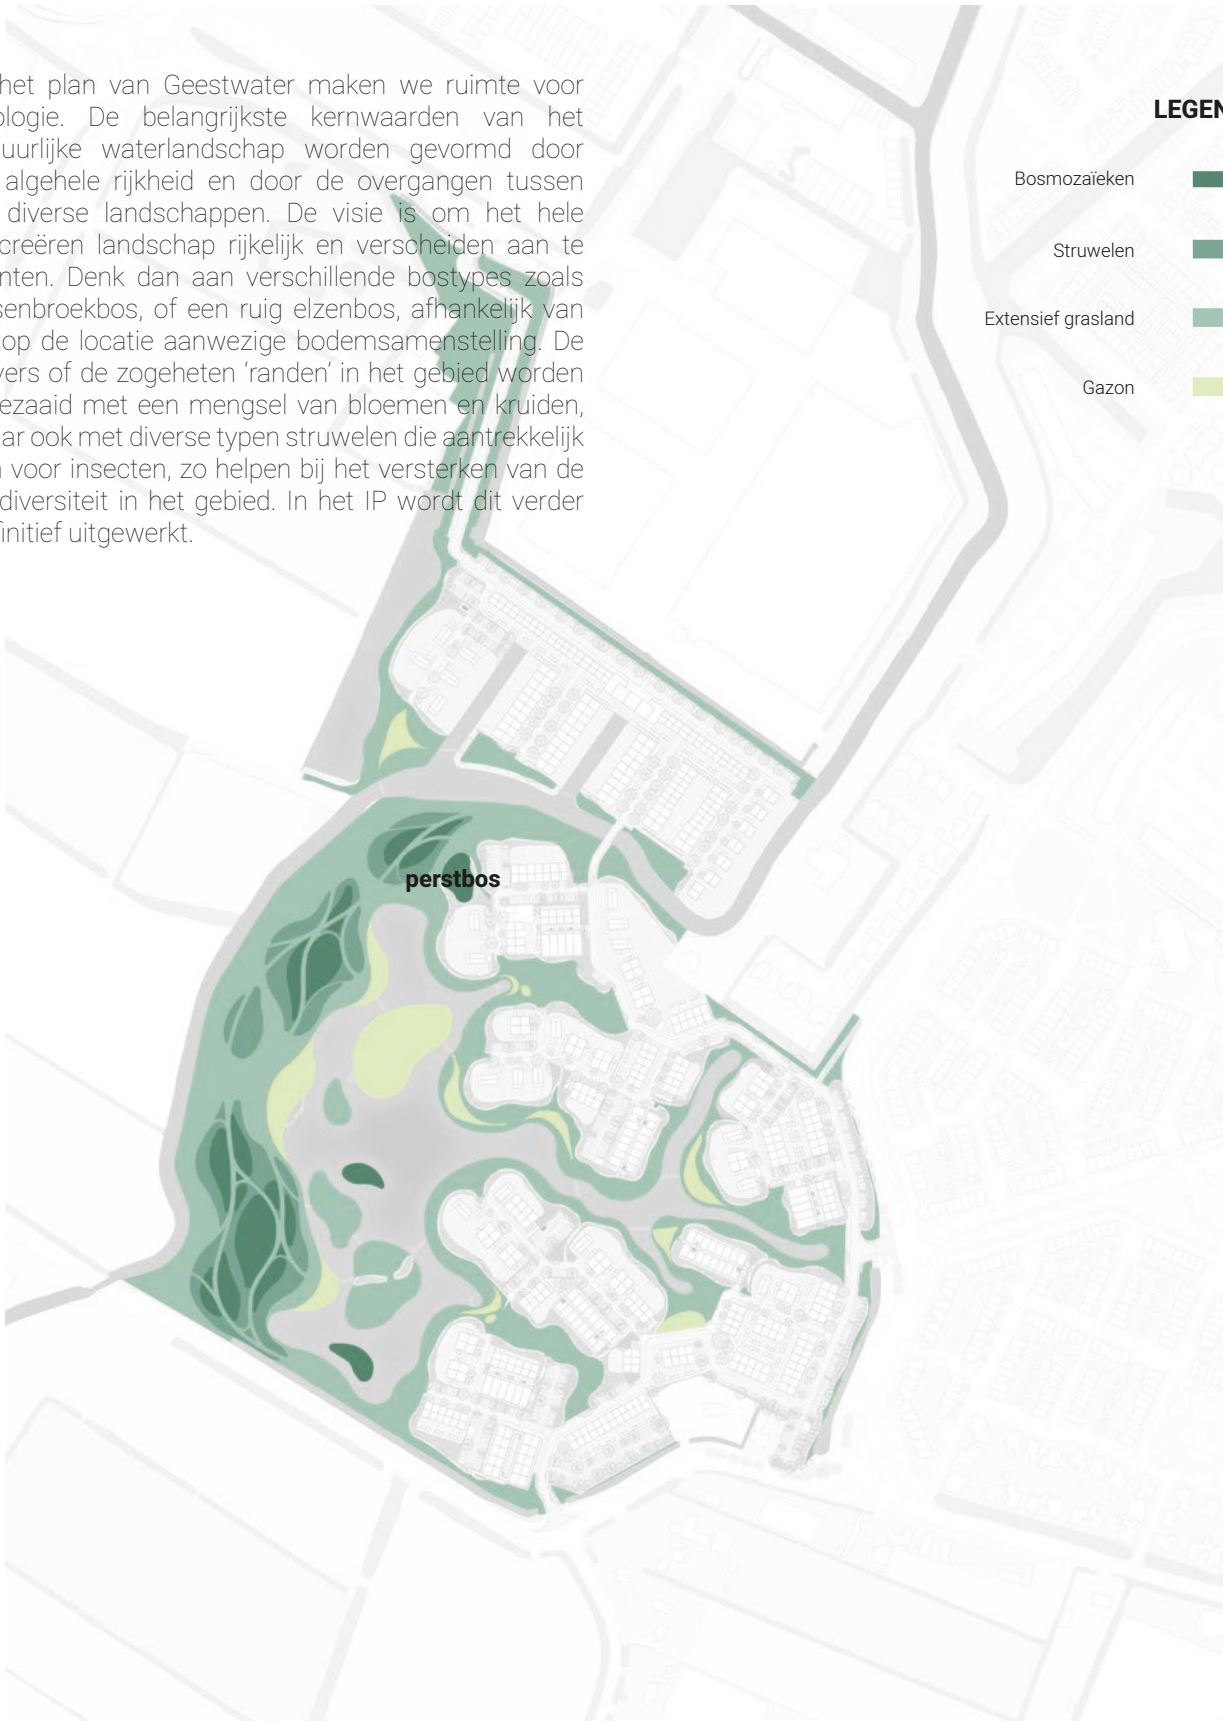 het plan van Geestwater maken we ruimte voor
ologie. De belangrijkste kernwaarden van het
tuurlijke waterlandschap worden gevormd door
algehele rijkheid en door de overgangen tussen
diverse landschappen. De visie is om het hele
creëren landschap rijkelijk en verscheiden aan te
nten. Denk dan aan verschillende bostypes zoals
senbroekbos, of een ruig elzenbos, afhankelijk van
op de locatie aanwezige bodemsamenstelling. De
vers of de zogeheten ‘randen’ in het gebied worden
ezaaid met een mengsel van bloemen en kruiden,
ar ook met diverse typen struwelen die aantrekkelijk
n voor insecten, zo helpen bij het versterken van de
diversiteit in het gebied. In het IP wordt dit verder
finitief uitgewerkt.
LEGEN
Bosmozaïeken
Struwelen
Extensief grasland
Gazon
perstbos